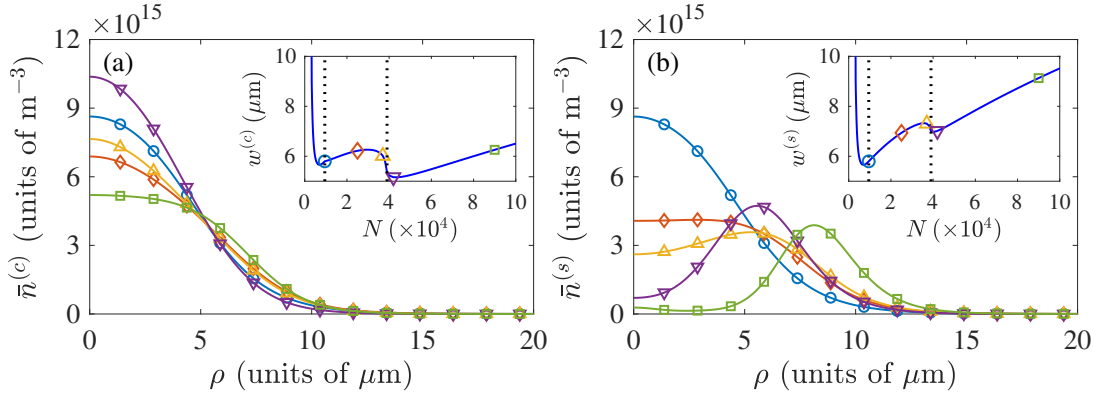 ×10¹⁵
n̄⁽ᶜ⁾ (units of m⁻³)
12
9
6
3
0
(a)
w⁽ᶜ⁾ (μm)
10
8
6
0 2 4 6 8 10
N (×10⁴)
0 5 10 15 20
ρ (units of μm)
×10¹⁵
n̄⁽ˢ⁾ (units of m⁻³)
12
9
6
3
0
(b)
w⁽ˢ⁾ (μm)
10
8
6
0 2 4 6 8 10
N (×10⁴)
0 5 10 15 20
ρ (units of μm)